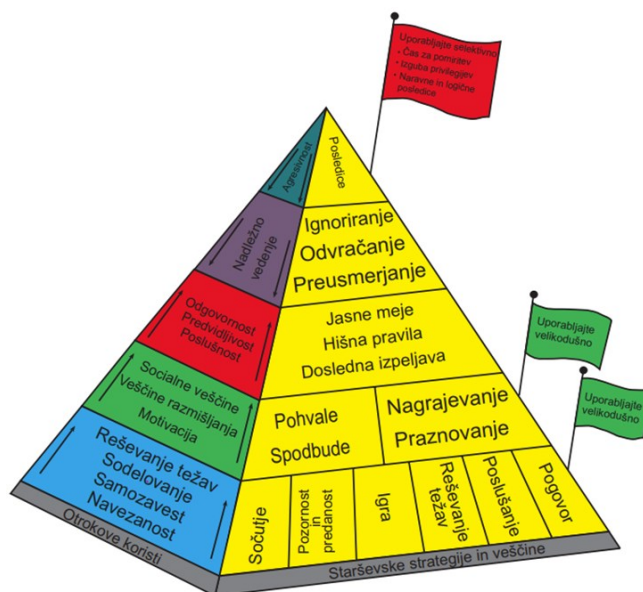 Uporabljajte selektivno
• Čas za pomiritev
• Izguba privilegijev
• Naravne in logične
posledice
Agresivnost
Posledice
Nadležno
vedenje
Ignoriranje
Odvračanje
Preusmerjanje
Odgovornost
Predvidljivost
Poslušnost
Jasne meje
Hišna pravila
Dosledna izpeljava
Uporabljajte
velikodušno
Socialne veščine
Veščine razmišljanja
Motivacija
Pohvale
Spodbude
Nagrajevanje
Praznovanje
Uporabljajte
velikodušno
Reševanje težav
Sodelovanje
Samozavest
Navezanost
Sočutje
Pozornost
in
predanost
Igra
Reševanje
težav
Poslušanje
Pogovor
Otrokove koristi
Starševske strategije in veščine